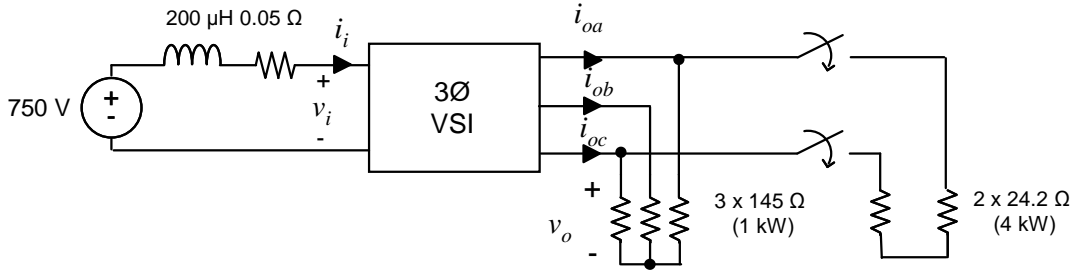 200 µH 0.05 Ω
i_i
+
v_i
-
750 V
+
-
3Ø
VSI
i_oa
i_ob
i_oc
+
v_o
-
3 x 145 Ω
(1 kW)
2 x 24.2 Ω
(4 kW)